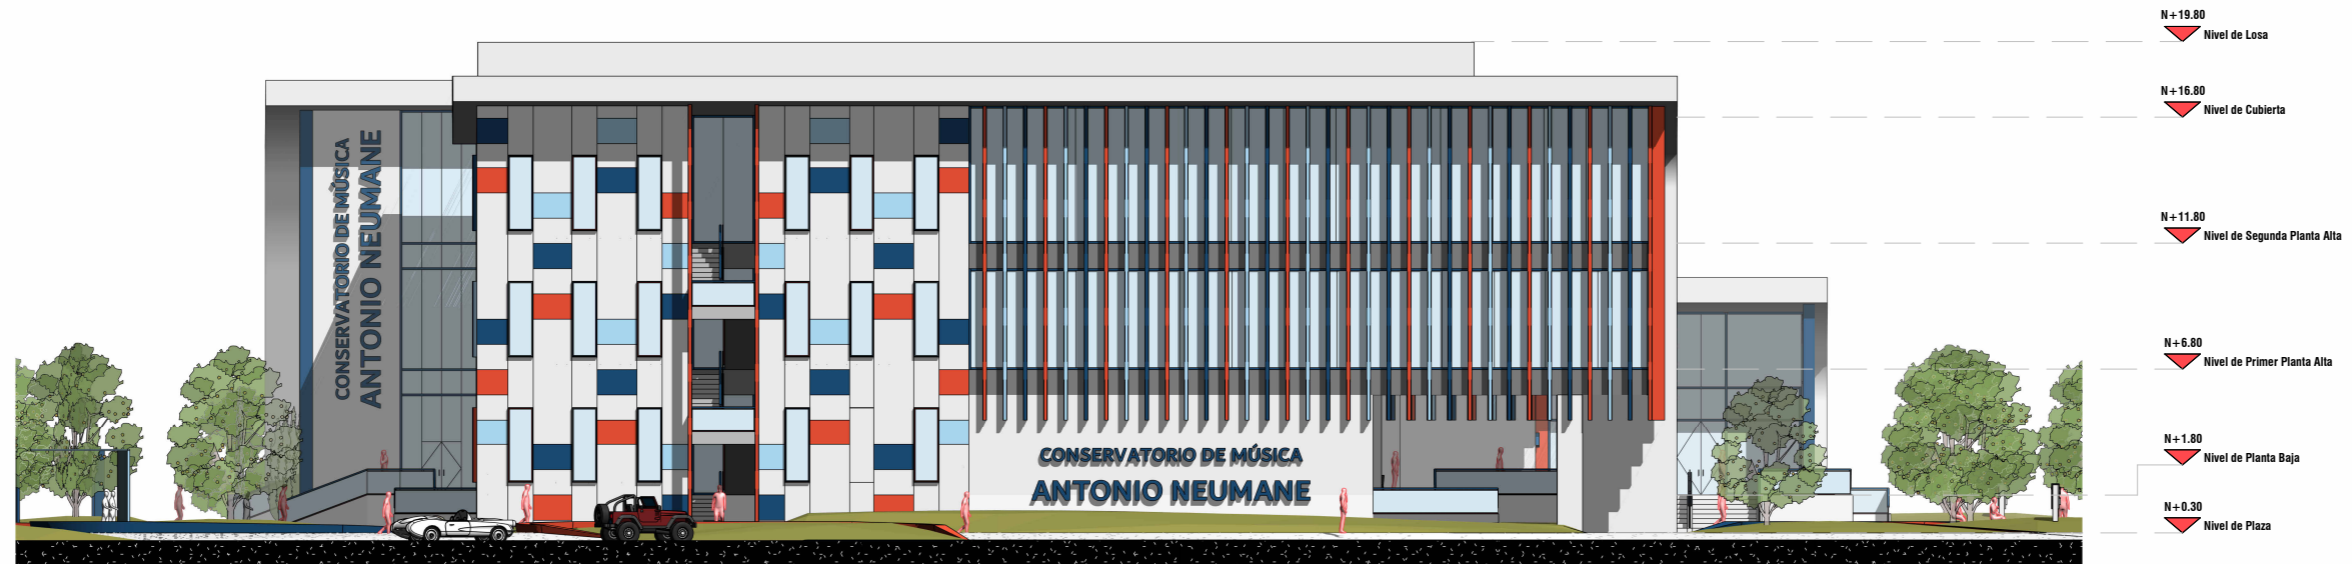 N+19.80
Nivel de Losa
N+16.80
Nivel de Cubierta
N+11.80
Nivel de Segunda Planta Alta
N+6.80
Nivel de Primer Planta Alta
N+1.80
Nivel de Planta Baja
N+0.30
Nivel de Plaza
CONSERVATORIO DE MÚSICA
ANTONIO NEUMANE
CONSERVATORIO DE MÚSICA
ANTONIO NEUMANE